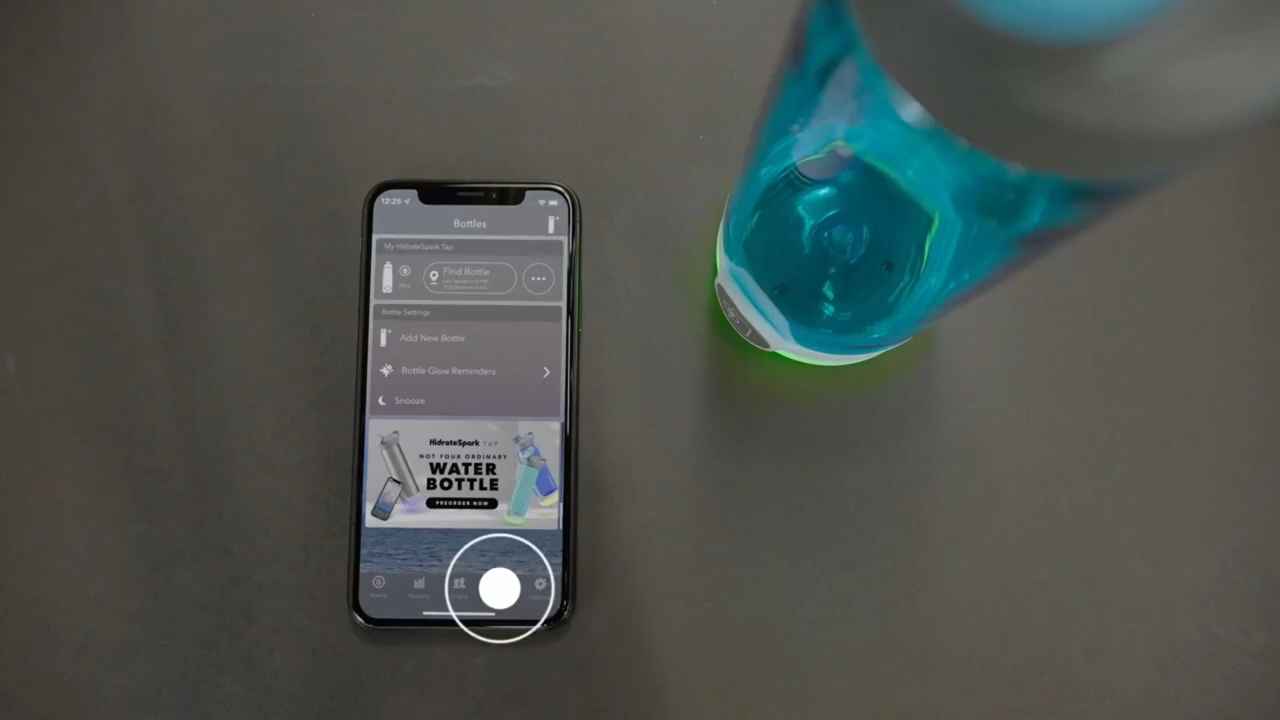 12:25
Bottles
My HidrateSpark Tap
Find Bottle
Bottle Settings
Add New Bottle
Bottle Glow Reminders
Snooze
HidrateSpark TAP
NOT YOUR ORDINARY
WATER
BOTTLE
PREORDER NOW
Home
History